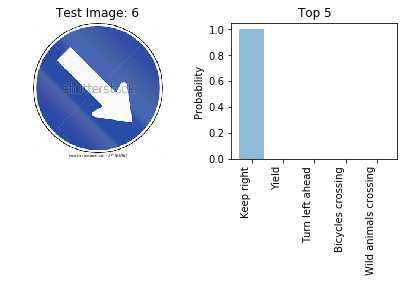 Test Image: 6
shutterstock
Top 5
Probability
1.0
0.8
0.6
0.4
0.2
0.0
Keep right
Yield
Turn left ahead
Bicycles crossing
Wild animals crossing